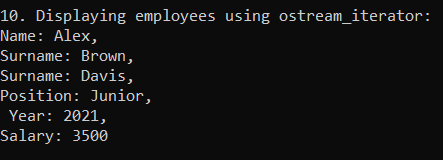 10. Displaying employees using ostream_iterator:
Name: Alex,
Surname: Brown,
Surname: Davis,
Position: Junior,
 Year: 2021,
Salary: 3500